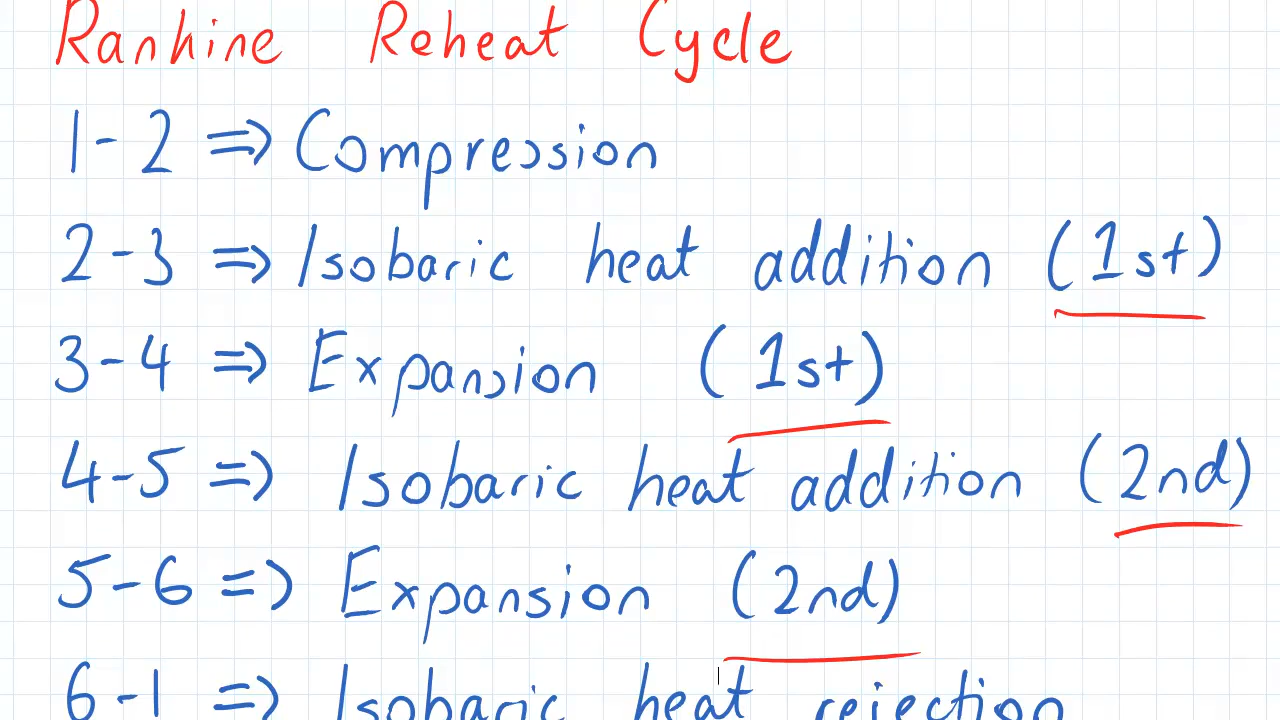 Rankine Reheat Cycle
1-2 => Compression
2-3 => Isobaric heat addition (1st)
3-4 => Expansion (1st)
4-5 => Isobaric heat addition (2nd)
5-6 => Expansion (2nd)
6-1 => Isobaric heat rejection